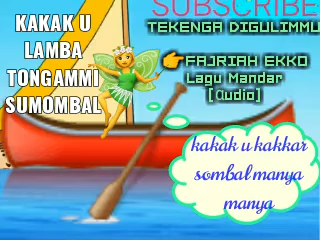 KAKAK U
LAMBA
TONGAMMI
SUMOMBAL
SUBSCRIBE
TEKENGA DIGULIMMU
👉FAJRIAH EKKO
Lagu Mandar
[Audio]
kakak u kakkar
sombal manya
manya